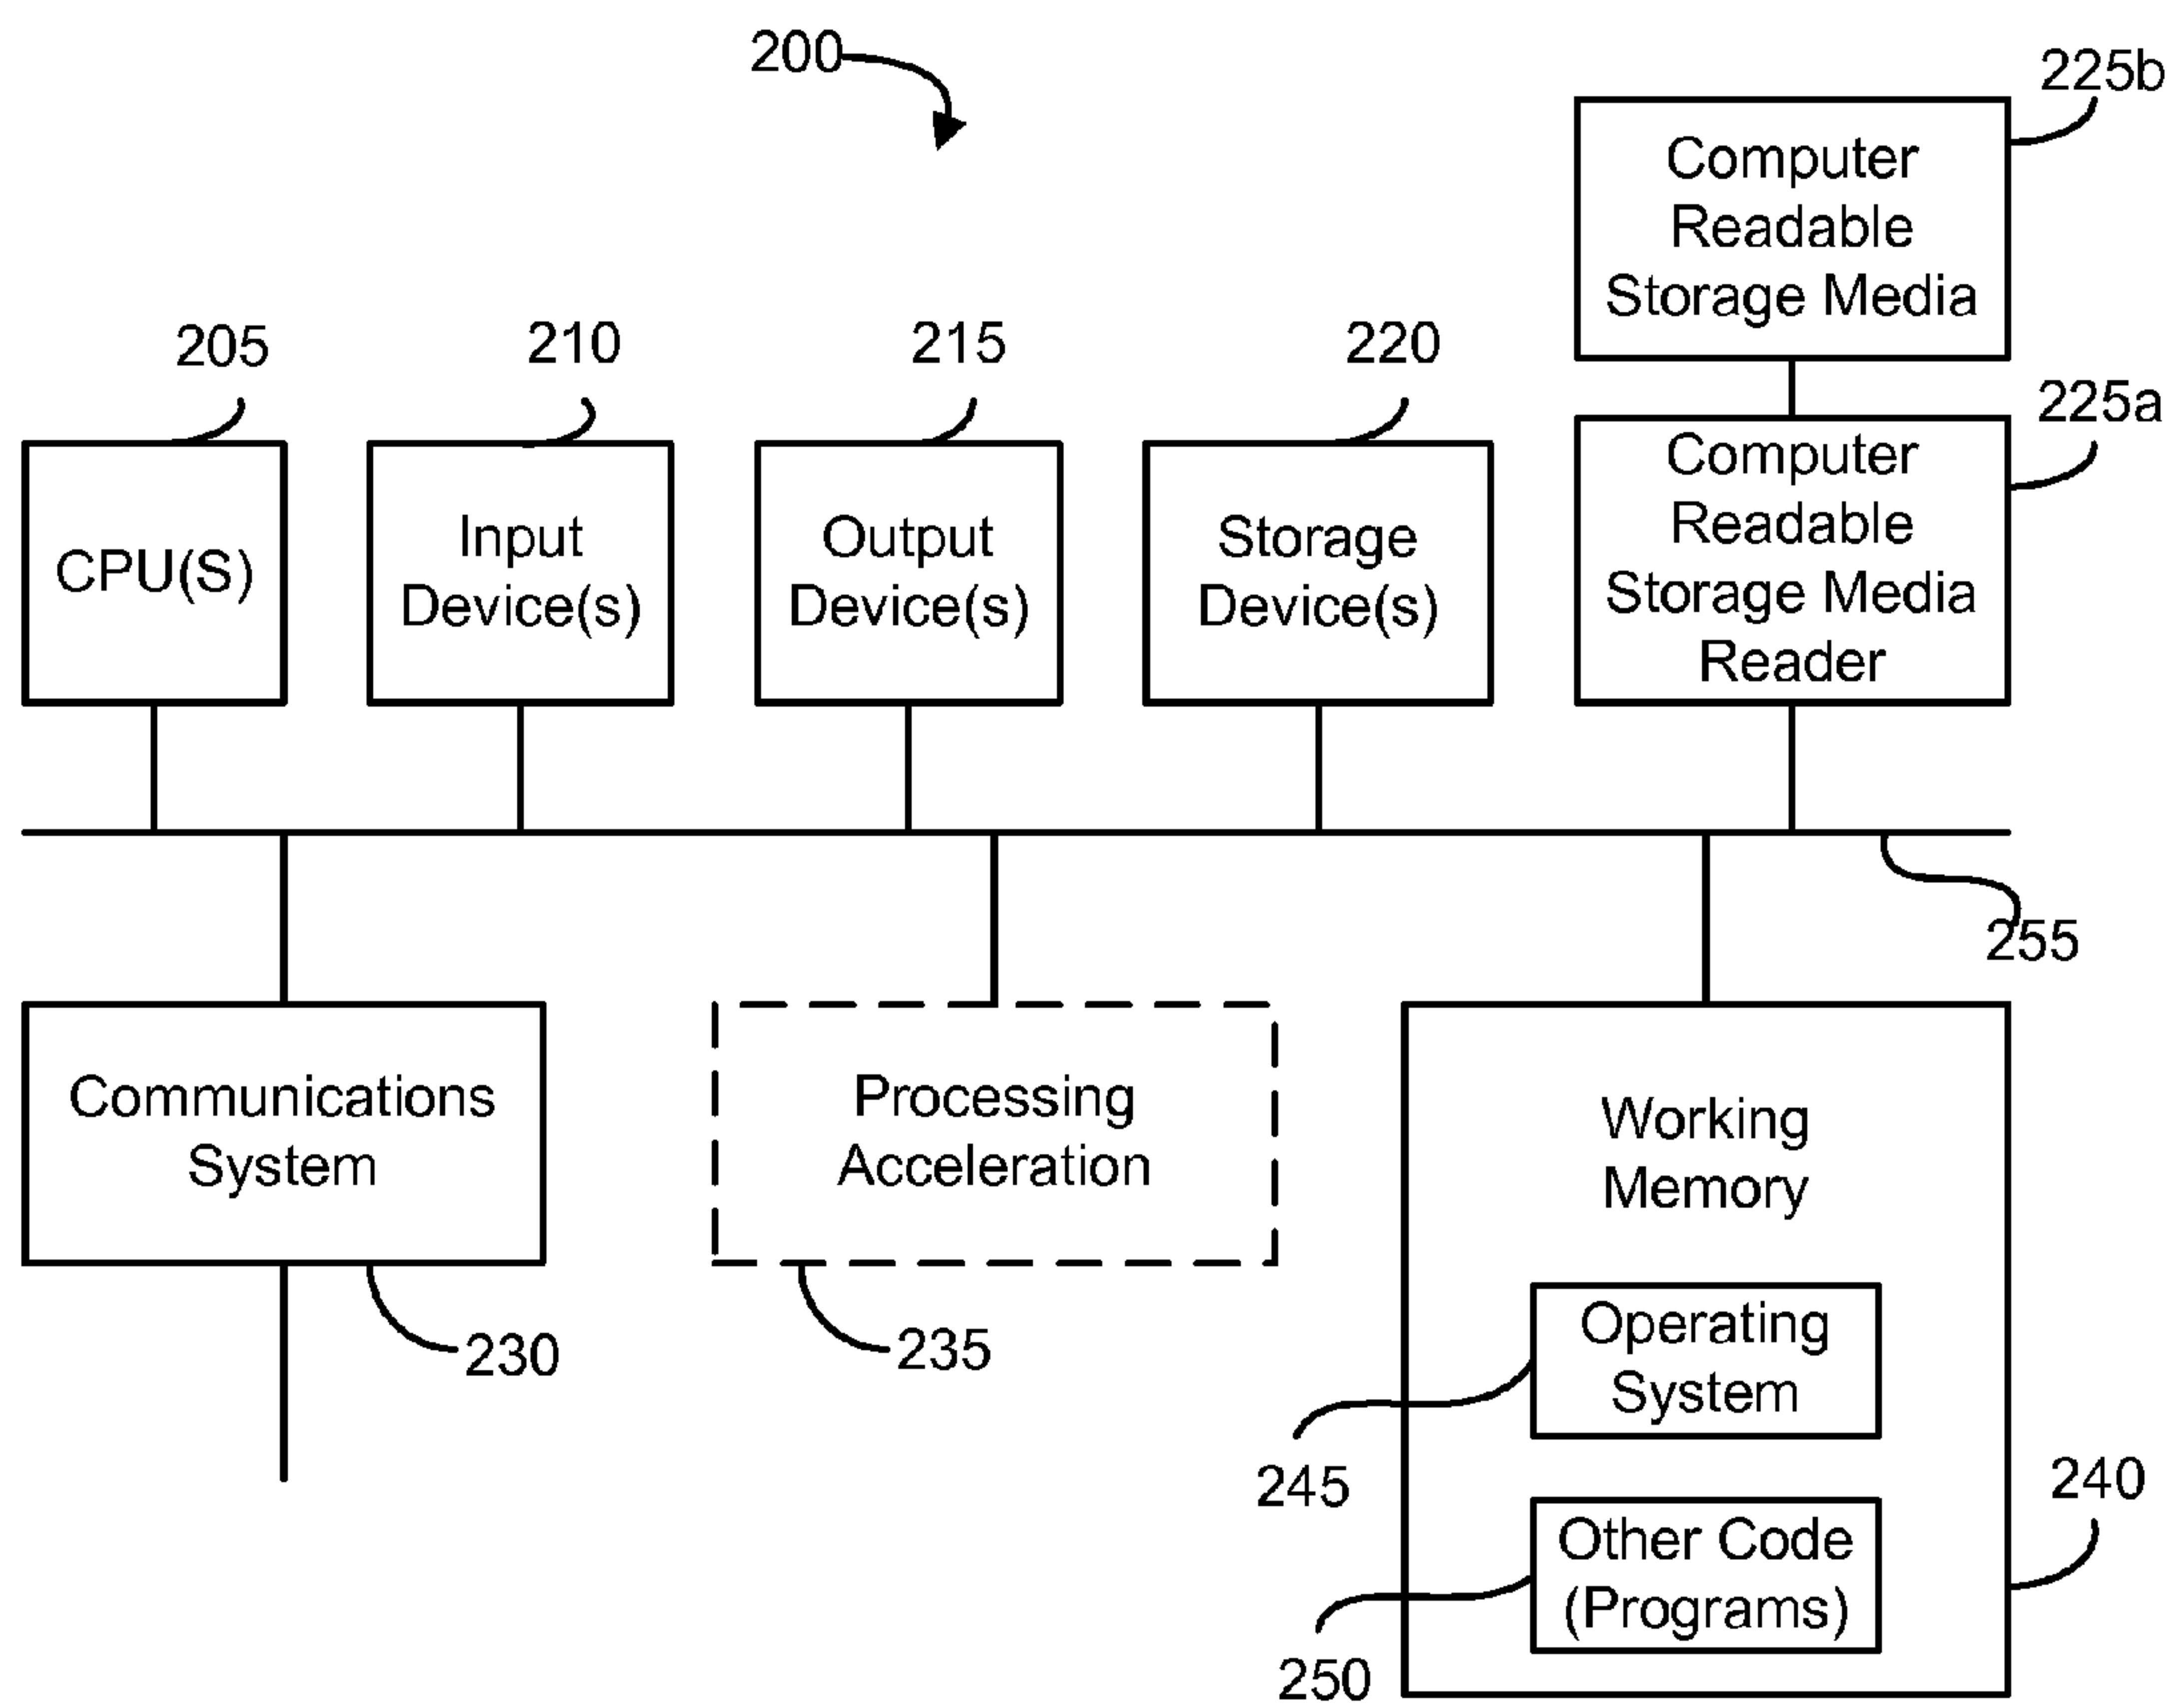 200
225b
Computer
Readable
Storage Media
205
210
215
220
225a
CPU(S)
Input
Device(s)
Output
Device(s)
Storage
Device(s)
Computer
Readable
Storage Media
Reader
255
Communications
System
230
Processing
Acceleration
235
Working
Memory
Operating
System
245
Other Code
(Programs)
250
240